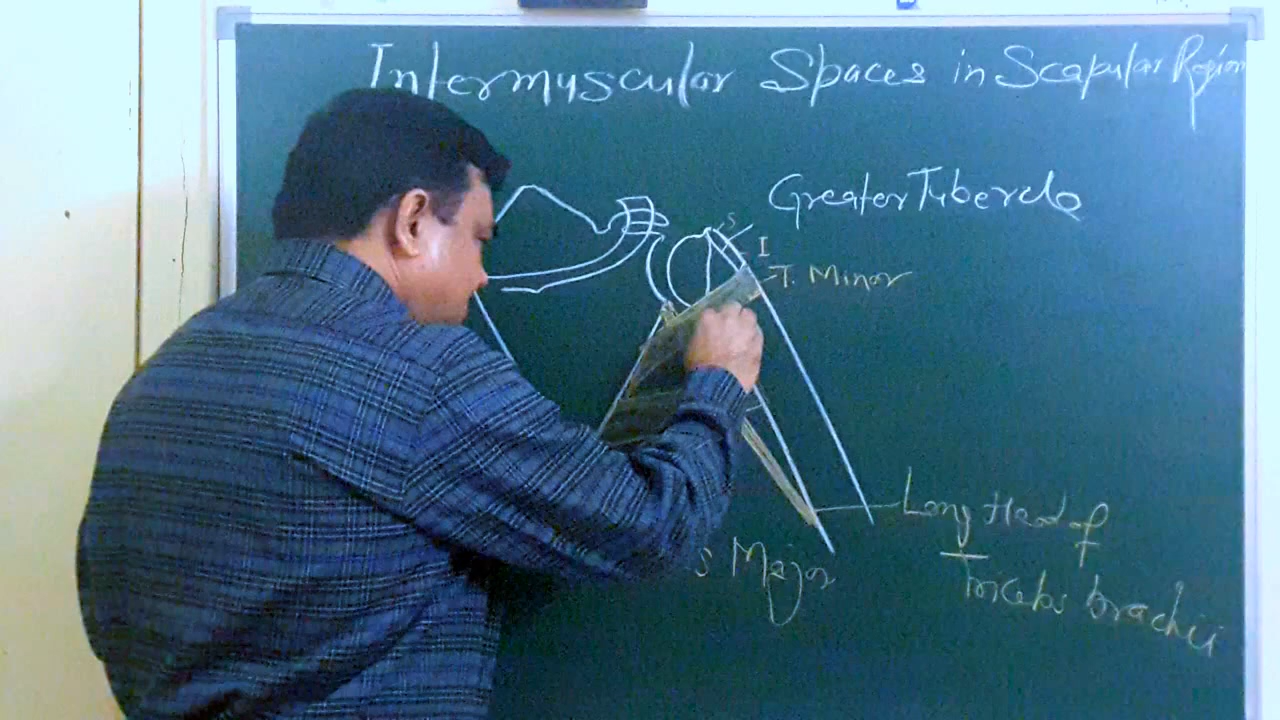 Intermuscular Spaces in Scapular Region
Greater Tubercle
S
I
T. Minor
Long Head of
Triceps brachii
s Major